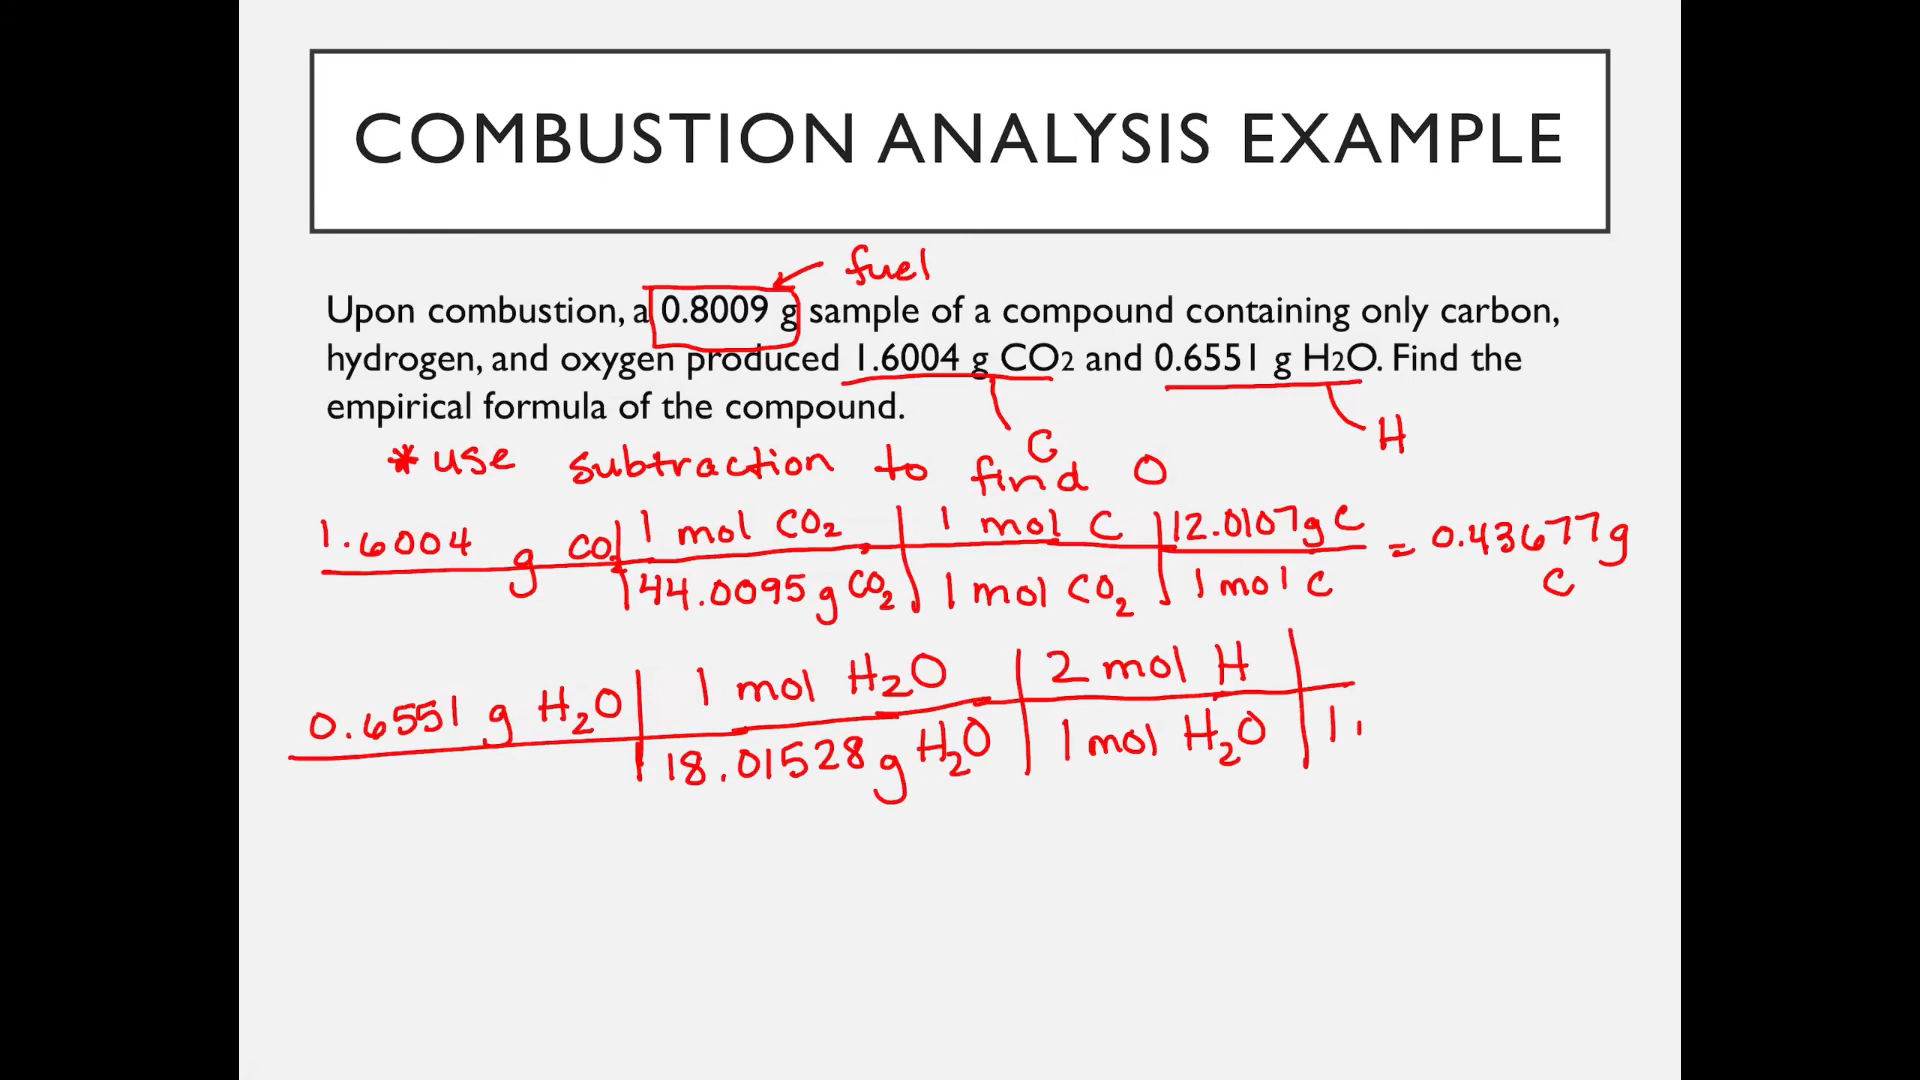 COMBUSTION ANALYSIS EXAMPLE
fuel
Upon combustion, a 0.8009 g sample of a compound containing only carbon,
hydrogen, and oxygen produced 1.6004 g CO2 and 0.6551 g H2O. Find the
empirical formula of the compound.
C H
* use subtraction to find O
1.6004 g CO2 | 1 mol CO2 | 1 mol C | 12.0107 g C = 0.43677 g C
44.0095 g CO2 | 1 mol CO2 | 1 mol C
0.6551 g H2O | 1 mol H2O | 2 mol H |
18.01528 g H2O | 1 mol H2O | 1